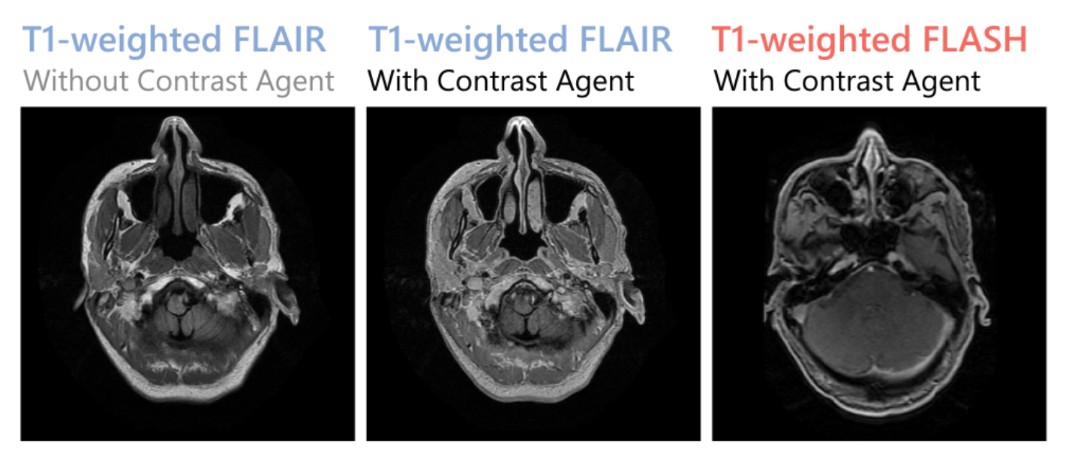 T1-weighted FLAIR
Without Contrast Agent
T1-weighted FLAIR
With Contrast Agent
T1-weighted FLASH
With Contrast Agent